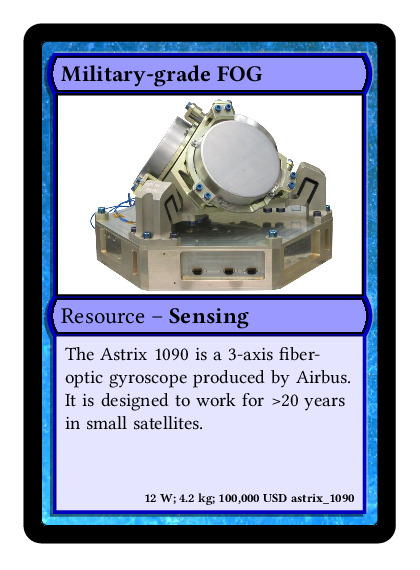 Military-grade FOG
Resource – Sensing
The Astrix 1090 is a 3-axis fiber-
optic gyroscope produced by Airbus.
It is designed to work for >20 years
in small satellites.
12 W; 4.2 kg; 100,000 USD astrix_1090